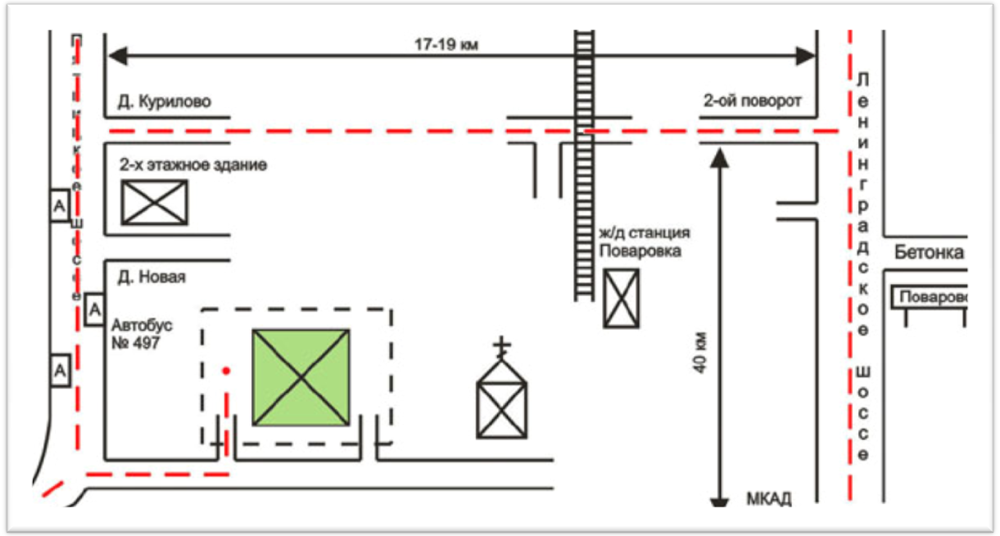 17-19 км
Д. Курилово
2-ой поворот
2-х этажное здание
А
шоссе
Ленинградское шоссе
ж/д станция
Поваровка
Бетонка
Д. Новая
А
Автобус
№ 497
40 км
А
МКАД